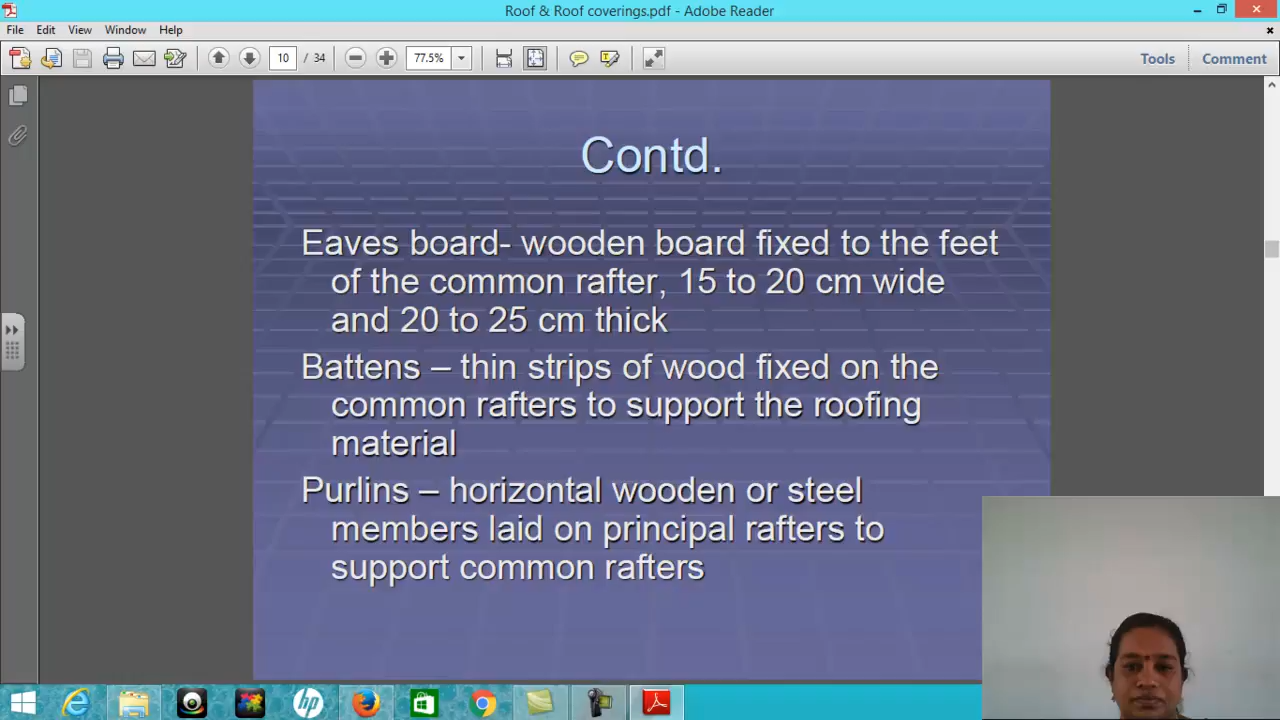 Roof & Roof coverings.pdf - Adobe Reader
File Edit View Window Help
10 / 34 77.5% Tools Comment
Contd.
Eaves board- wooden board fixed to the feet
of the common rafter, 15 to 20 cm wide
and 20 to 25 cm thick
Battens – thin strips of wood fixed on the
common rafters to support the roofing
material
Purlins – horizontal wooden or steel
members laid on principal rafters to
support common rafters
hp